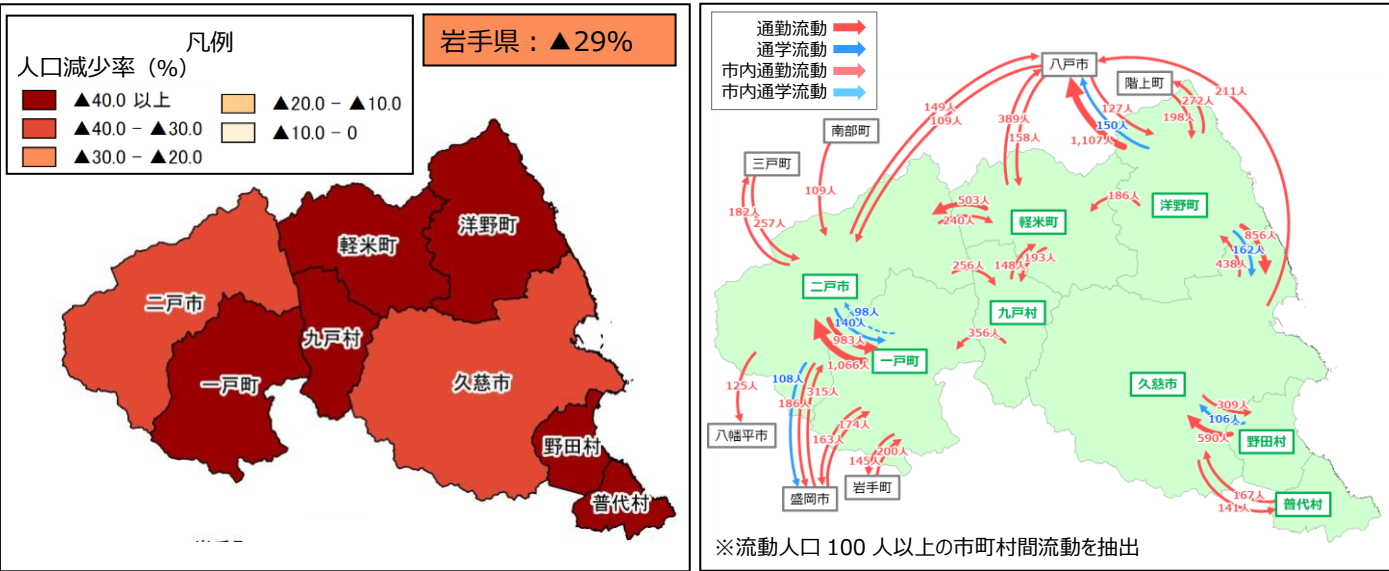 凡例
人口減少率（%）
▲40.0 以上
▲40.0 − ▲30.0
▲30.0 − ▲20.0
▲20.0 − ▲10.0
▲10.0 − 0
岩手県：▲29%
洋野町
軽米町
二戸市
九戸村
一戸町
久慈市
野田村
普代村
通勤流動
通学流動
市内通勤流動
市内通学流動
八戸市
階上町
南部町
三戸町
149人
109人
389人
158人
127人
150人
1,107人
272人
198人
211人
109人
182人
257人
503人
240人
186人
軽米町
洋野町
856人
162人
438人
256人
148人
193人
二戸市
九戸村
98人
140人
983人
1,066人
一戸町
356人
久慈市
125人
108人
186人
315人
174人
163人
145人
200人
八幡平市
盛岡市
岩手町
309人
106人
590人
野田村
167人
141人
普代村
※流動人口 100 人以上の市町村間流動を抽出